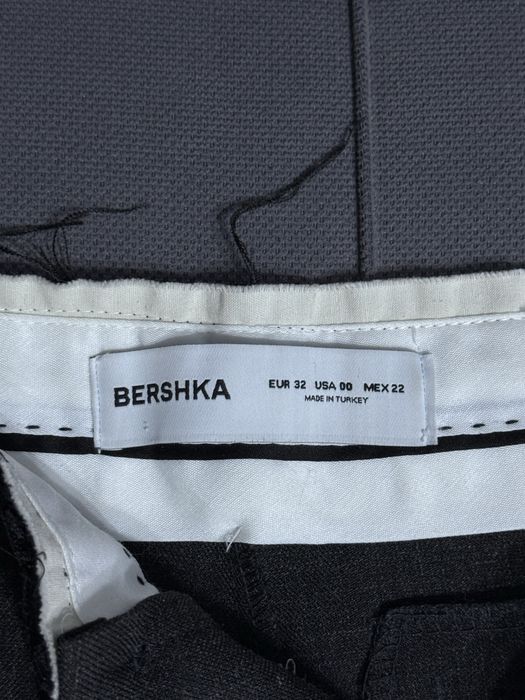 BERSHKA
EUR 32 USA 00 MEX 22
MADE IN TURKEY